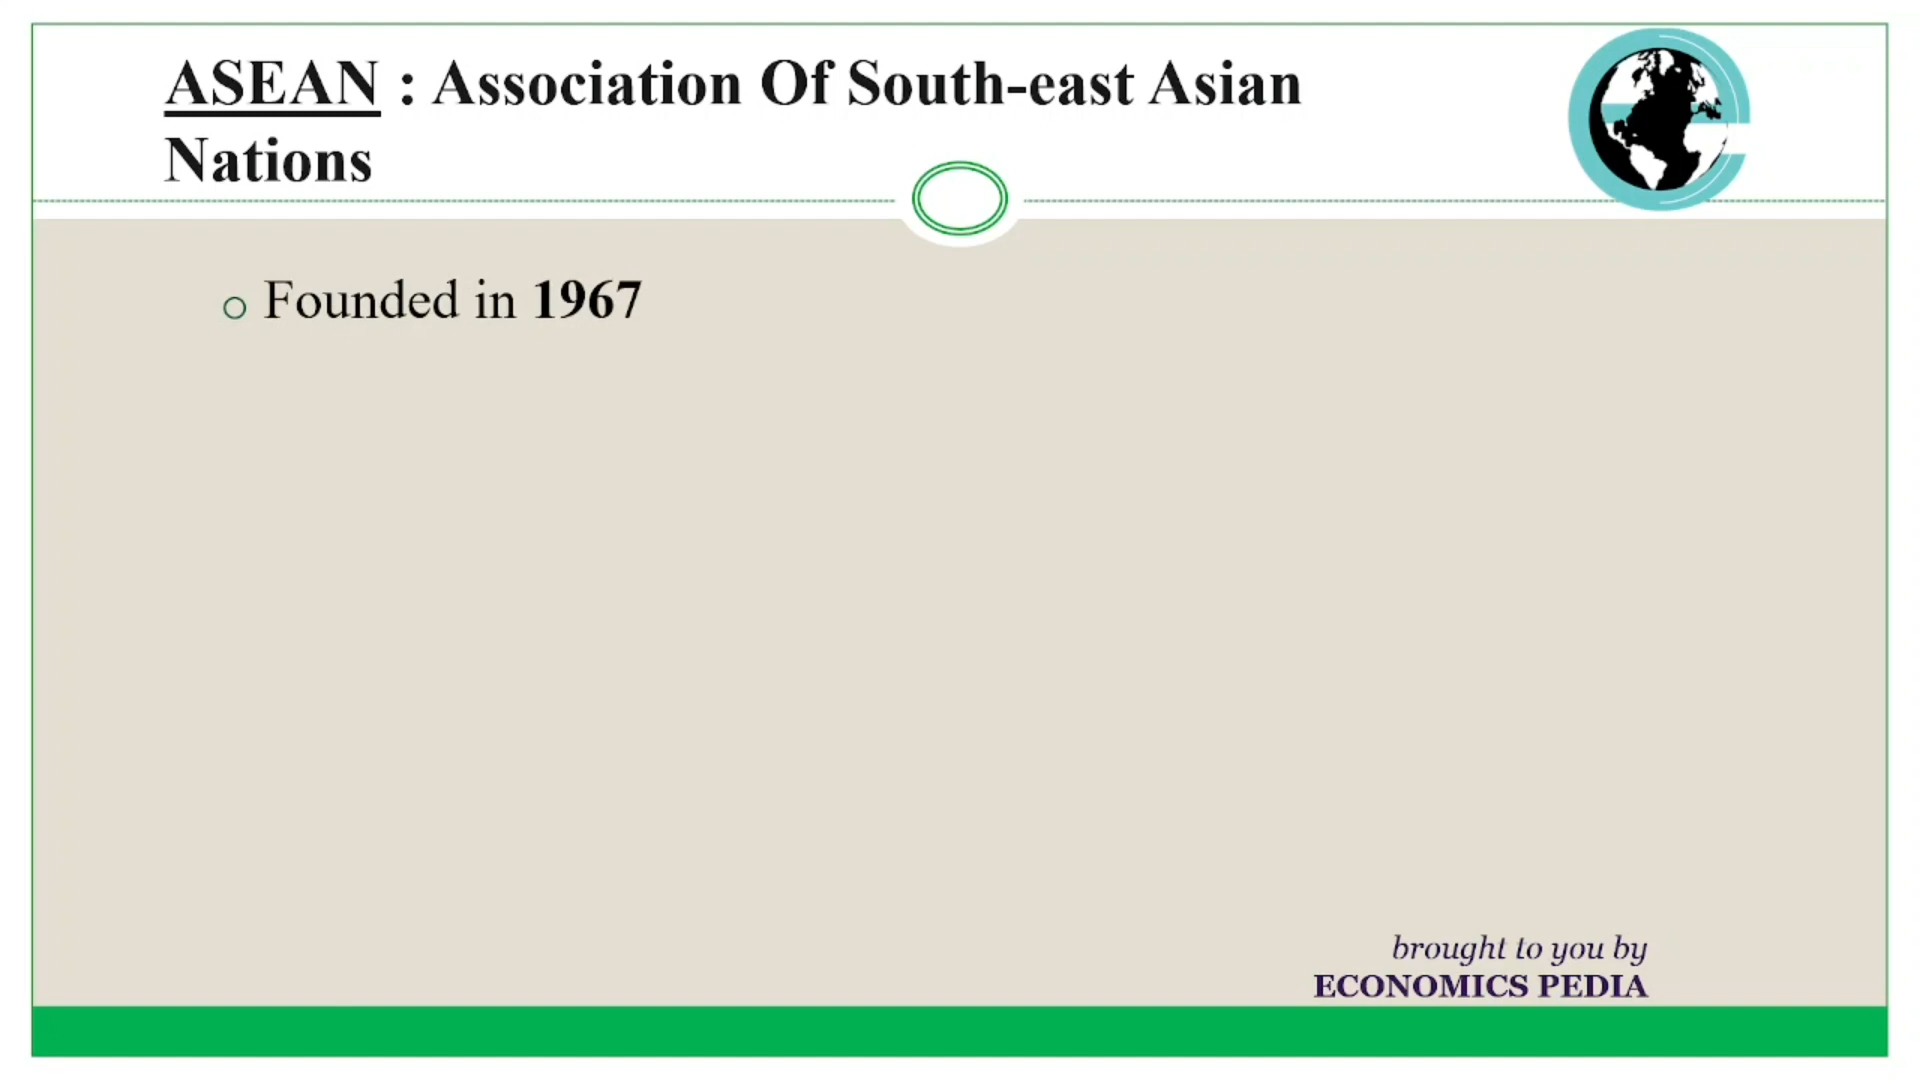 ASEAN : Association Of South-east Asian
Nations
Founded in 1967
brought to you by
ECONOMICS PEDIA